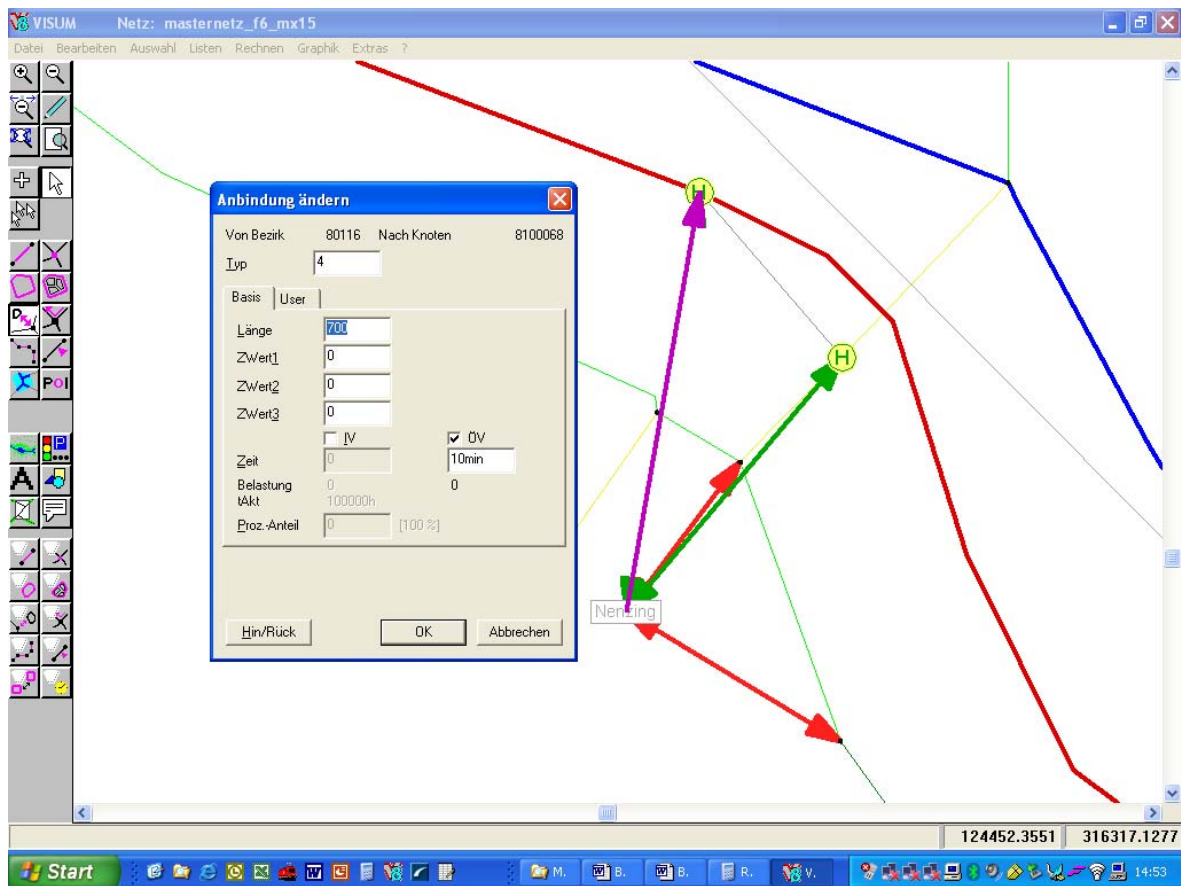 VISUM Netz: masternetz_f6_mx15
Datei Bearbeiten Auswahl Listen Rechnen Graphik Extras ?
H
Anbindung ändern
Von Bezirk 80116 Nach Knoten 8100068
Typ 4
Basis User
Länge 700
ZWert1 0
ZWert2 0
ZWert3 0
IV ÖV
Zeit 0 10min
Belastung 0 0
tAkt 100000h
Proz.-Anteil 0 [100 %]
Hin/Rück OK Abbrechen
H
Nenzing
D
POI
P
A
124452.3551 316317.1277
Start M. B. B. R. V. 14:53